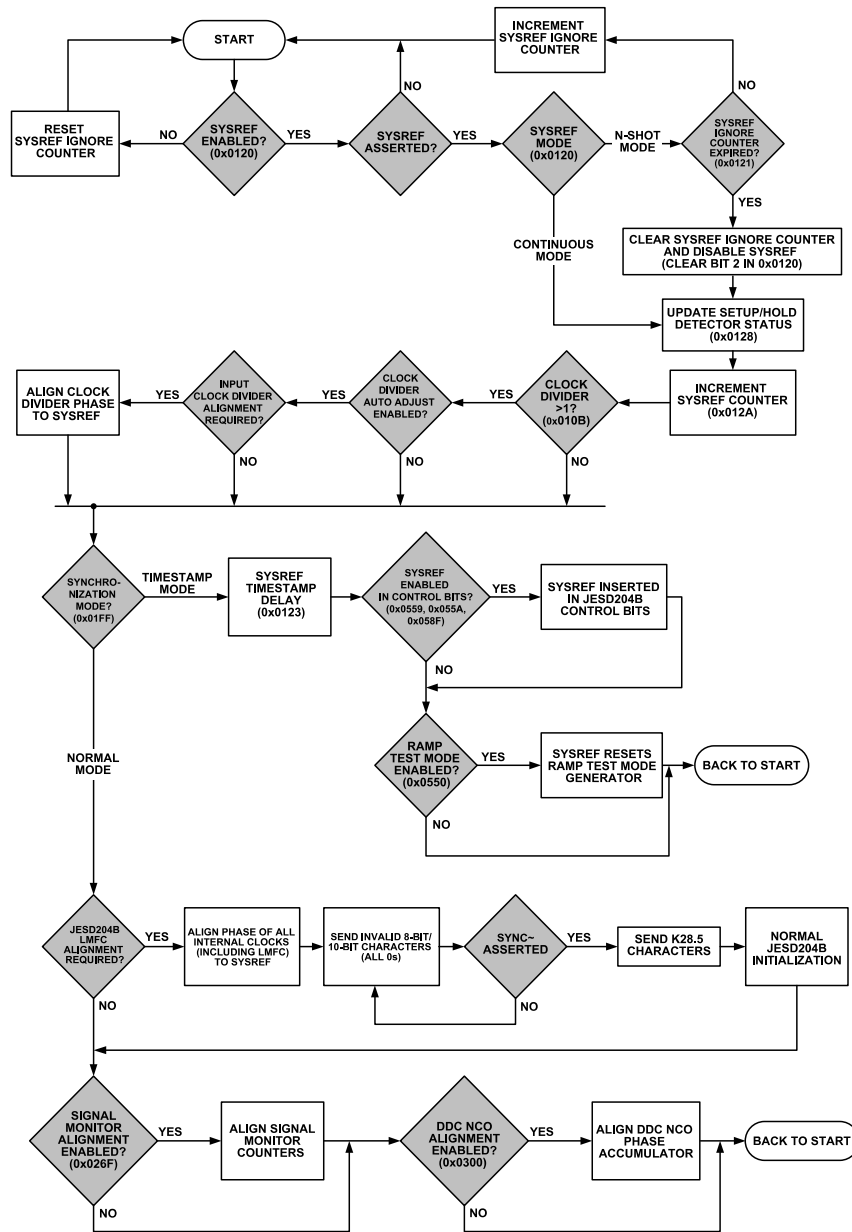 START
INCREMENT
SYSREF IGNORE
COUNTER
NO
NO
RESET
SYSREF IGNORE
COUNTER
NO
SYSREF
ENABLED?
(0x0120)
YES
SYSREF
ASSERTED?
YES
SYSREF
MODE
(0x0120)
N-SHOT
MODE
SYSREF
IGNORE
COUNTER
EXPIRED?
(0x0121)
YES
CONTINUOUS
MODE
CLEAR SYSREF IGNORE COUNTER
AND DISABLE SYSREF
(CLEAR BIT 2 IN 0x0120)
UPDATE SETUP/HOLD
DETECTOR STATUS
(0x0128)
ALIGN CLOCK
DIVIDER PHASE
TO SYSREF
YES
INPUT
CLOCK DIVIDER
ALIGNMENT
REQUIRED?
YES
CLOCK
DIVIDER
AUTO ADJUST
ENABLED?
YES
CLOCK
DIVIDER
>1?
(0x010B)
INCREMENT
SYSREF COUNTER
(0x012A)
NO
NO
NO
SYNCHRO-
NIZATION
MODE?
(0x01FF)
TIMESTAMP
MODE
SYSREF
TIMESTAMP
DELAY
(0x0123)
SYSREF
ENABLED
IN CONTROL BITS?
(0x0559, 0x055A,
0x058F)
YES
SYSREF INSERTED
IN JESD204B
CONTROL BITS
NO
NORMAL
MODE
RAMP
TEST MODE
ENABLED?
(0x0550)
YES
SYSREF RESETS
RAMP TEST MODE
GENERATOR
BACK TO START
NO
JESD204B
LMFC
ALIGNMENT
REQUIRED?
YES
ALIGN PHASE OF ALL
INTERNAL CLOCKS
(INCLUDING LMFC)
TO SYSREF
SEND INVALID 8-BIT/
10-BIT CHARACTERS
(ALL 0s)
SYNC~
ASSERTED
YES
SEND K28.5
CHARACTERS
NORMAL
JESD204B
INITIALIZATION
NO
NO
SIGNAL
MONITOR
ALIGNMENT
ENABLED?
(0x026F)
YES
ALIGN SIGNAL
MONITOR
COUNTERS
DDC NCO
ALIGNMENT
ENABLED?
(0x0300)
YES
ALIGN DDC NCO
PHASE
ACCUMULATOR
BACK TO START
NO
NO